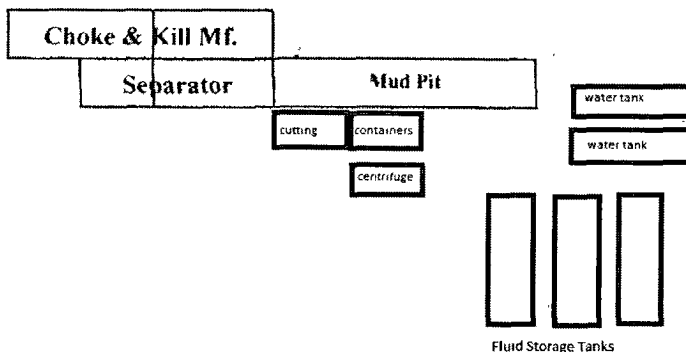 Choke & Kill Mf.
Separator
Mud Pit
water tank
cutting
containers
water tank
centrifuge
Fluid Storage Tanks